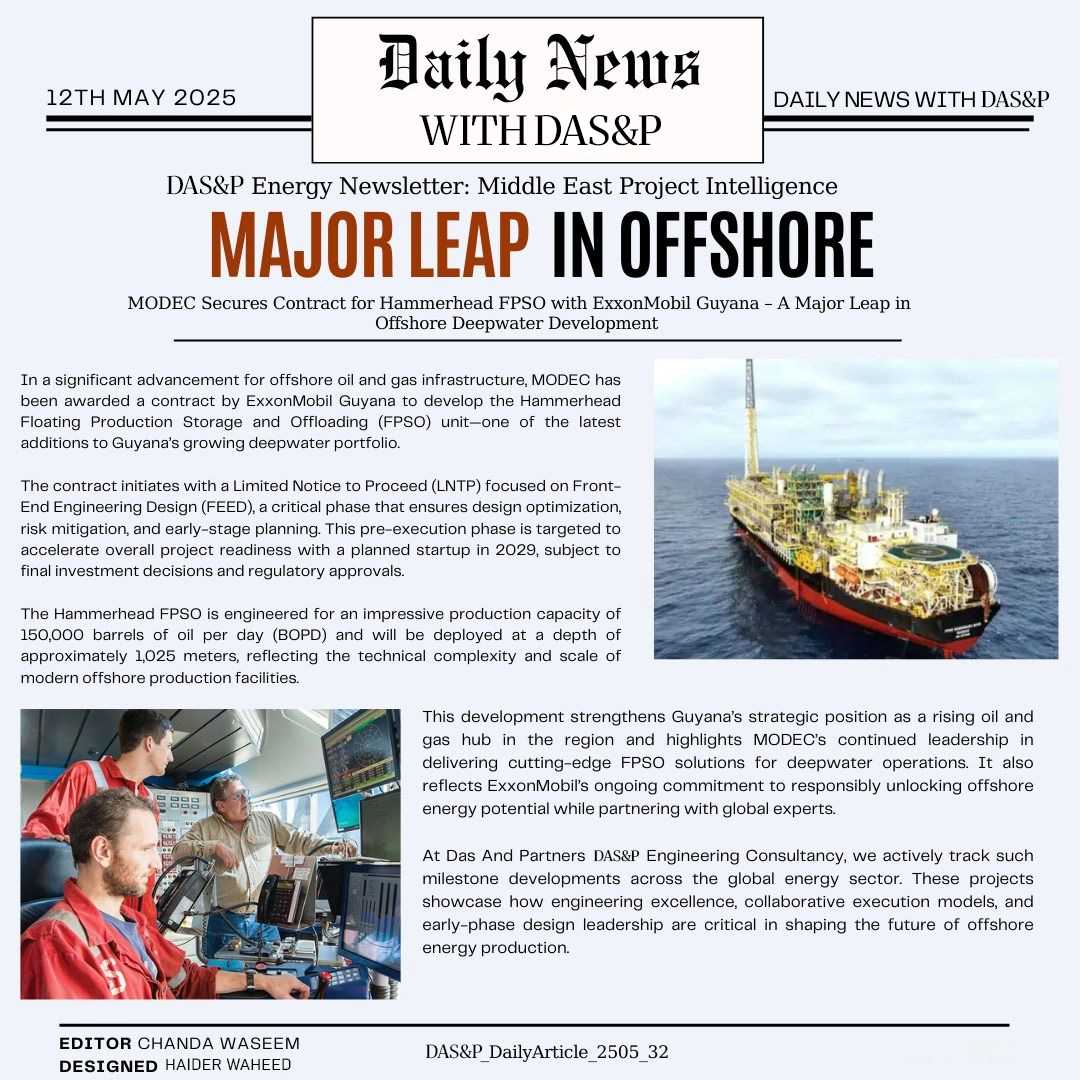 12TH MAY 2025
Daily News
WITH DAS&P
DAILY NEWS WITH DAS&P
DAS&P Energy Newsletter: Middle East Project Intelligence
MAJOR LEAP IN OFFSHORE
MODEC Secures Contract for Hammerhead FPSO with ExxonMobil Guyana – A Major Leap in
Offshore Deepwater Development
In a significant advancement for offshore oil and gas infrastructure, MODEC has
been awarded a contract by ExxonMobil Guyana to develop the Hammerhead
Floating Production Storage and Offloading (FPSO) unit—one of the latest
additions to Guyana's growing deepwater portfolio.
The contract initiates with a Limited Notice to Proceed (LNTP) focused on Front-
End Engineering Design (FEED), a critical phase that ensures design optimization,
risk mitigation, and early-stage planning. This pre-execution phase is targeted to
accelerate overall project readiness with a planned startup in 2029, subject to
final investment decisions and regulatory approvals.
The Hammerhead FPSO is engineered for an impressive production capacity of
150,000 barrels of oil per day (BOPD) and will be deployed at a depth of
approximately 1,025 meters, reflecting the technical complexity and scale of
modern offshore production facilities.
This development strengthens Guyana's strategic position as a rising oil and
gas hub in the region and highlights MODEC's continued leadership in
delivering cutting-edge FPSO solutions for deepwater operations. It also
reflects ExxonMobil's ongoing commitment to responsibly unlocking offshore
energy potential while partnering with global experts.
At Das And Partners DAS&P Engineering Consultancy, we actively track such
milestone developments across the global energy sector. These projects
showcase how engineering excellence, collaborative execution models, and
early-phase design leadership are critical in shaping the future of offshore
energy production.
EDITOR CHANDA WASEEM
DESIGNED HAIDER WAHEED
DAS&P_DailyArticle_2505_32